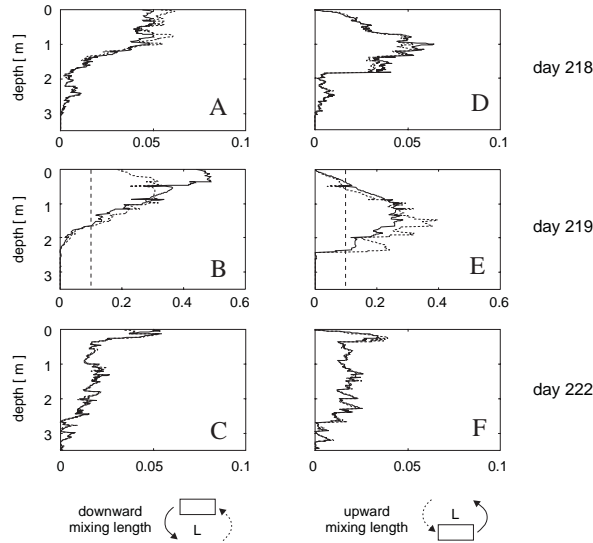 0
1
2
3
depth [ m ]
A
0 0.05 0.1
0
1
2
3
D
0 0.05 0.1
day 218
0
1
2
3
depth [ m ]
B
0 0.2 0.4 0.6
0
1
2
3
E
0 0.2 0.4 0.6
day 219
0
1
2
3
depth [ m ]
C
0 0.05 0.1
0
1
2
3
F
0 0.05 0.1
day 222
downward
mixing length
L
upward
mixing length
L